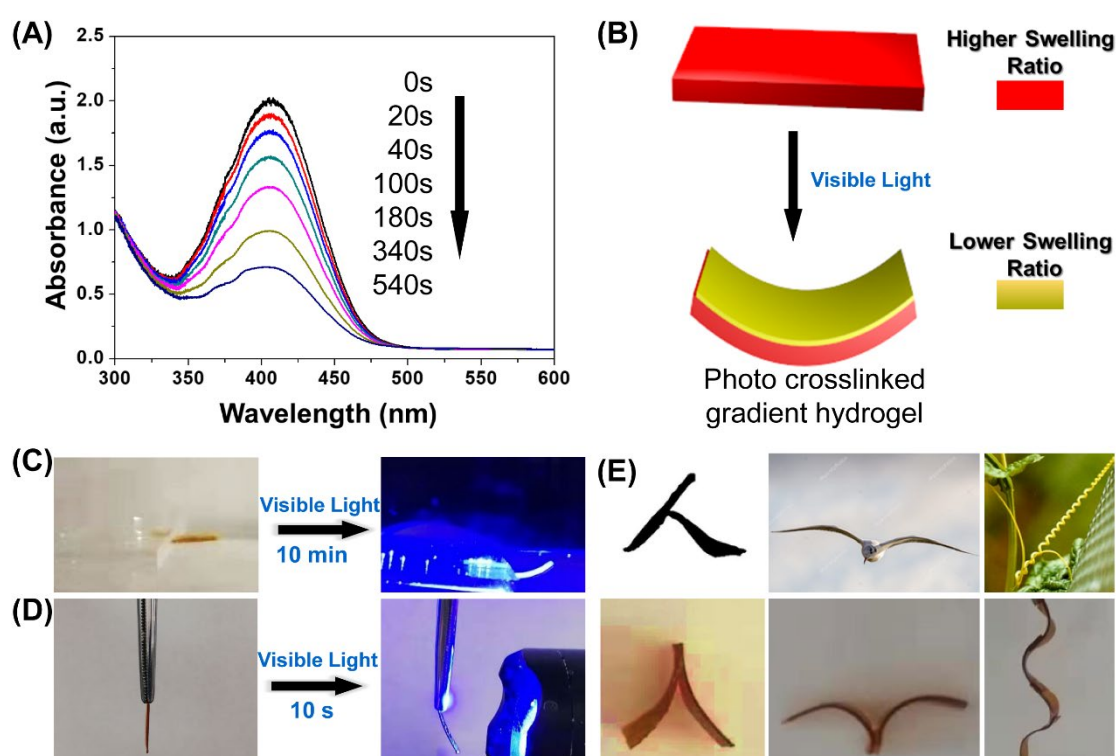 (A)
2.5
2.0
1.5
1.0
0.5
0.0
Absorbance (a.u.)
300
350
400
450
500
550
600
Wavelength (nm)
0s
20s
40s
100s
180s
340s
540s
(B)
Higher Swelling
Ratio
Visible Light
Lower Swelling
Ratio
Photo crosslinked
gradient hydrogel
(C)
Visible Light
10 min
(D)
Visible Light
10 s
(E)
人